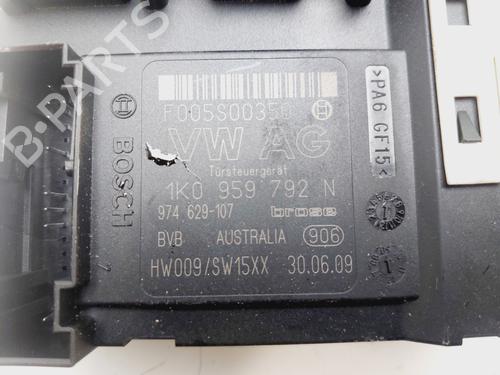 B-PARTS
BOSCH
F005S00350
VW AG
Türsteuergerät
1K0 959 792 N
974 629-107 brose
BVB AUSTRALIA 906
HW009/SW15XX 30.06.09
>PA6 GF15<